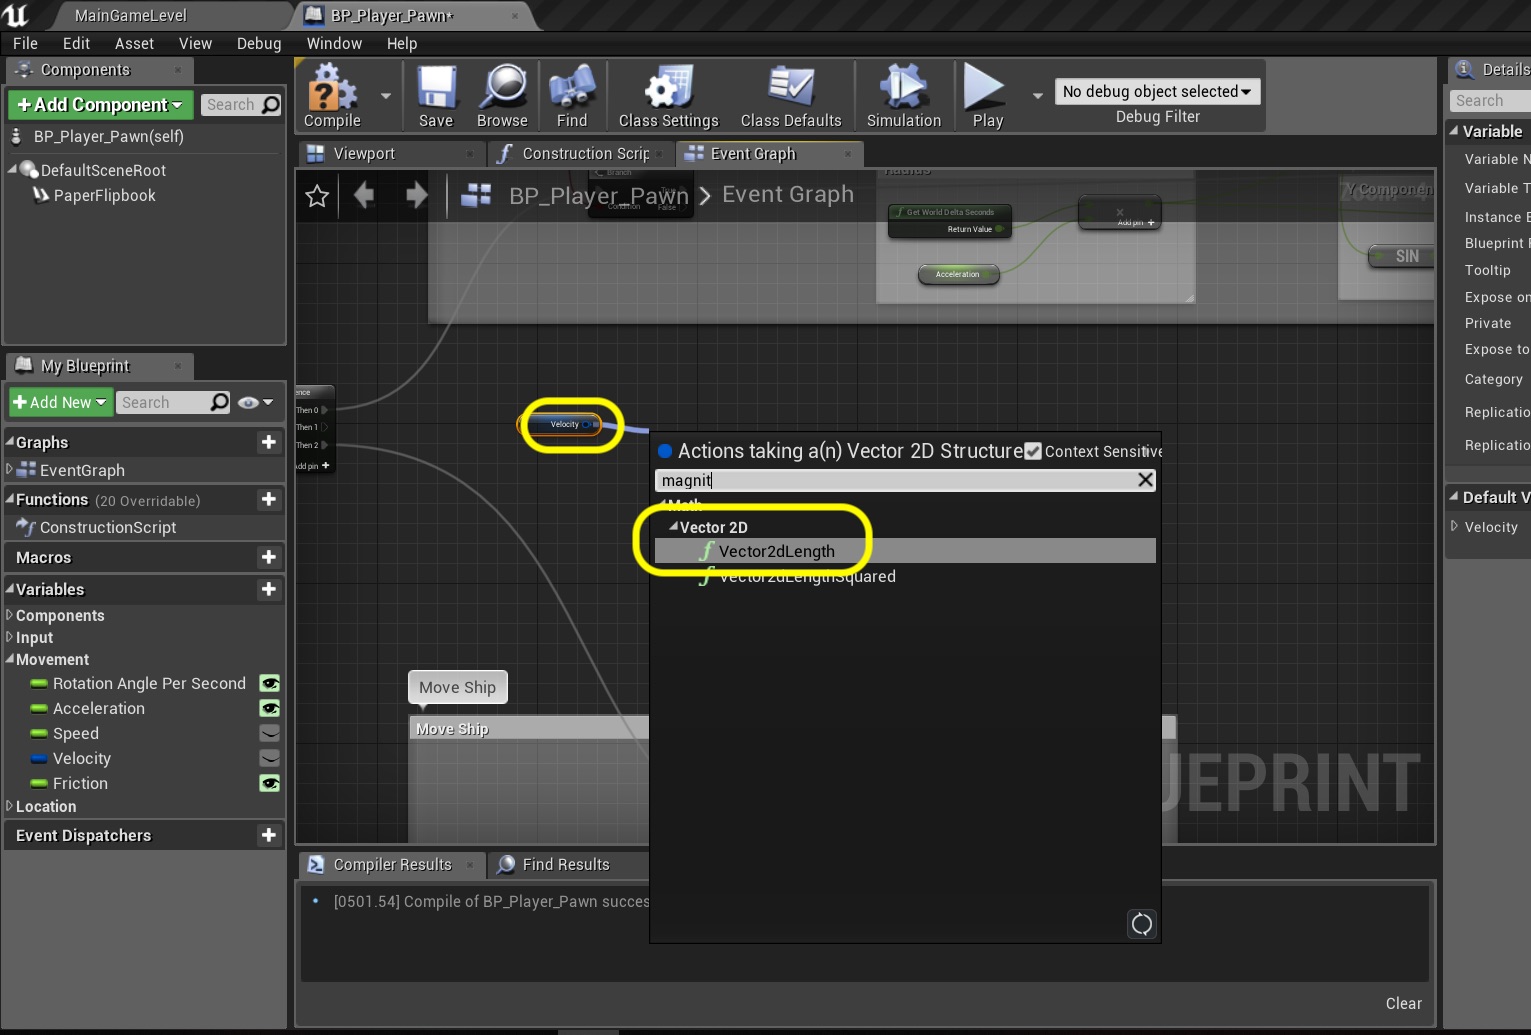 MainGameLevel
BP_Player_Pawn*
File Edit Asset View Debug Window Help
Components
+Add Component
Search
BP_Player_Pawn(self)
DefaultSceneRoot
PaperFlipbook
My Blueprint
+Add New
Search
Graphs
EventGraph
Functions (20 Overridable)
ConstructionScript
Macros
Variables
Components
Input
Movement
Rotation Angle Per Second
Acceleration
Speed
Velocity
Friction
Location
Event Dispatchers
Compile
Save
Browse
Find
Class Settings
Class Defaults
Simulation
Play
No debug object selected
Debug Filter
Viewport
Construction Scrip
Event Graph
BP_Player_Pawn > Event Graph
Branch
Condition
False
Radius
Get World Delta Seconds
Return Value
Acceleration
Add pin +
Y Componen
SIN
ence
Then 0
Then 1
Then 2
Add pin +
Velocity
Actions taking a(n) Vector 2D Structure
Context Sensitive
magnit
Math
Vector 2D
Vector2dLength
Vector2dLengthSquared
Move Ship
Move Ship
UEPRINT
Compiler Results
Find Results
[0501.54] Compile of BP_Player_Pawn succes
Clear
Details
Search
Variable
Variable N
Variable T
Instance E
Blueprint R
Tooltip
Expose on
Private
Expose to
Category
Replicatio
Replicatio
Default V
Velocity